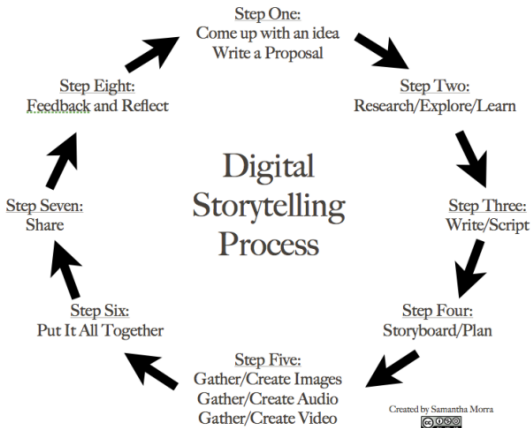 Step One:
Come up with an idea
Write a Proposal
Step Two:
Research/Explore/Learn
Step Three:
Write/Script
Step Four:
Storyboard/Plan
Step Five:
Gather/Create Images
Gather/Create Audio
Gather/Create Video
Step Six:
Put It All Together
Step Seven:
Share
Step Eight:
Feedback and Reflect
Digital
Storytelling
Process
Created by Samantha Morra